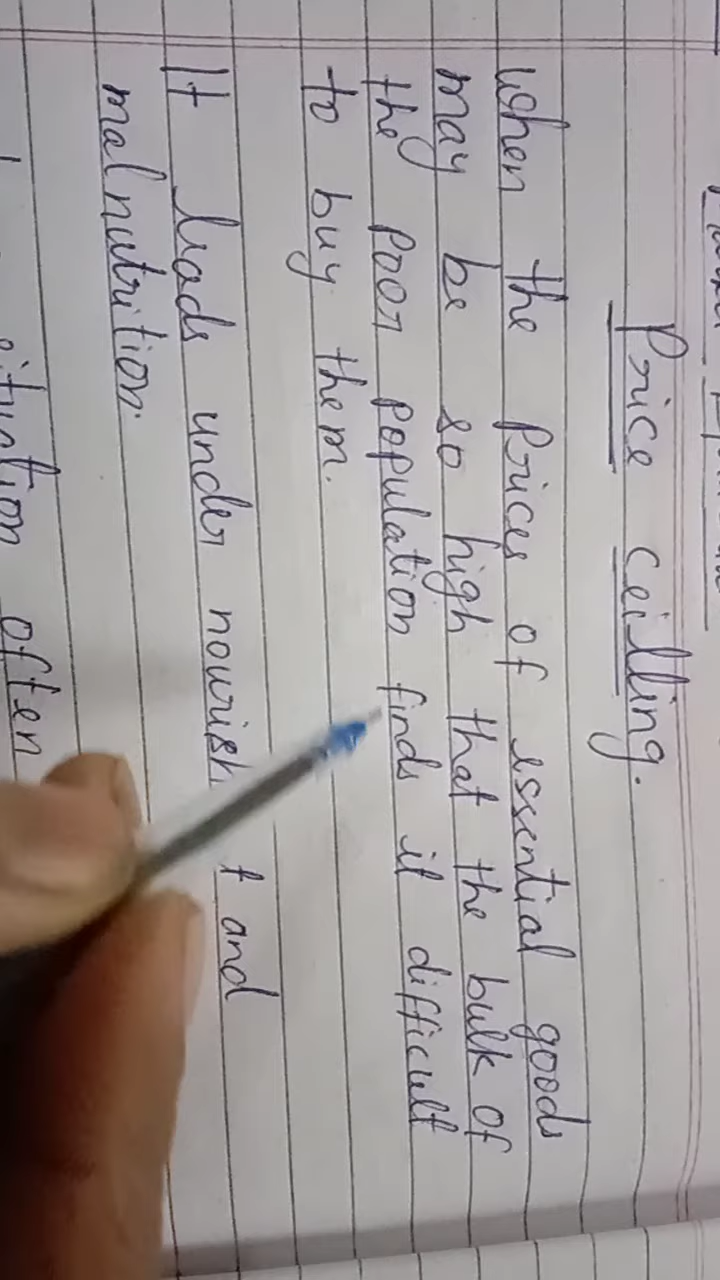 Price ceilling.
when the Prices of essential goods
may be so high that the bulk of
the poor population finds it difficult
to buy them.
It leads under and
malnutrition.
situation often